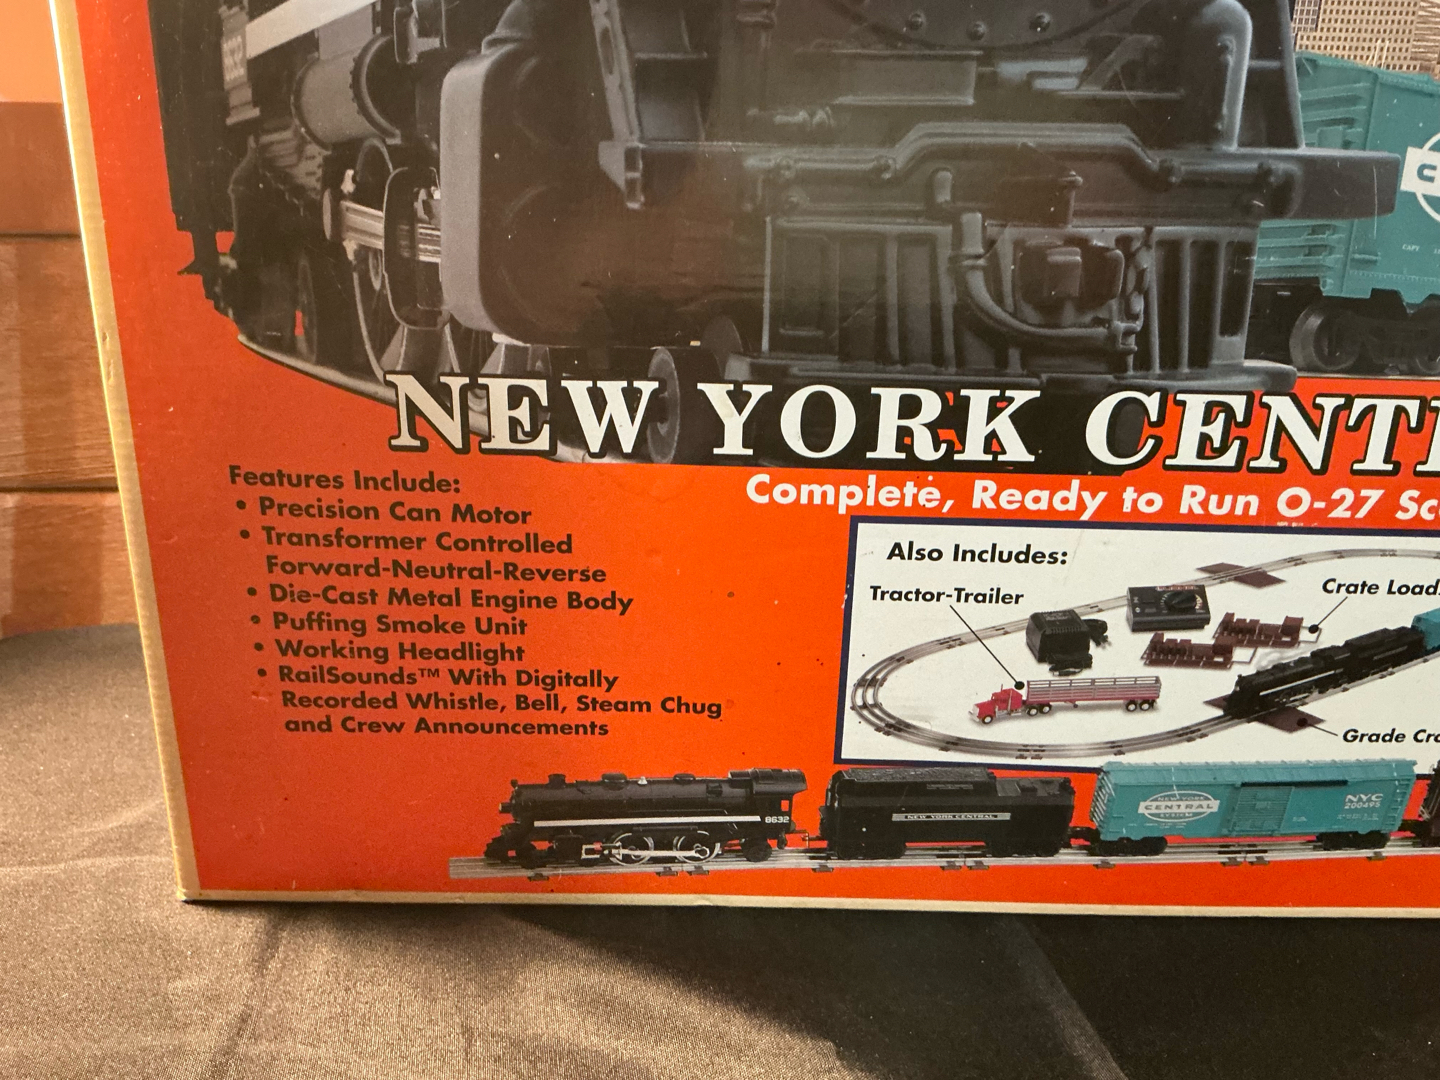 NEW YORK CENT
Complete, Ready to Run O-27 Sc
Features Include:
• Precision Can Motor
• Transformer Controlled
Forward-Neutral-Reverse
• Die-Cast Metal Engine Body
• Puffing Smoke Unit
• Working Headlight
• RailSounds™ With Digitally
Recorded Whistle, Bell, Steam Chug
and Crew Announcements
Also Includes:
Tractor-Trailer
Crate Load
Grade Cro
8632
NEW YORK CENTRAL
NEW YORK
CENTRAL
SYSTEM
NYC
200495